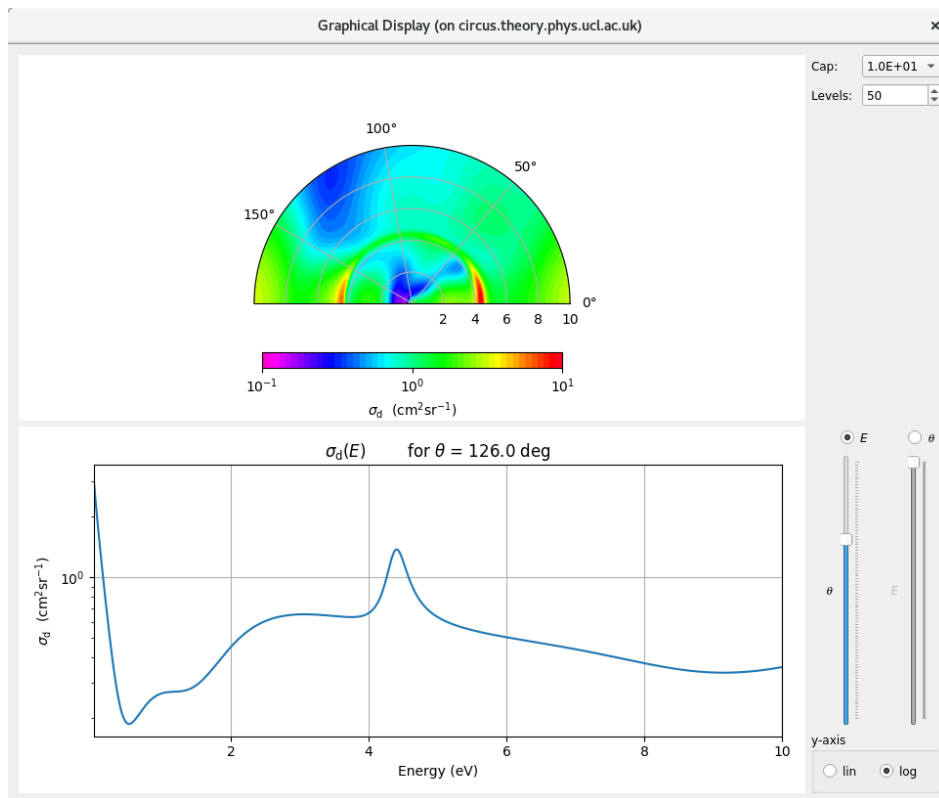 Graphical Display (on circus.theory.phys.ucl.ac.uk) ×
Cap: 1.0E+01
Levels: 50
100°
50°
150°
0°
2 4 6 8 10
10⁻¹ 10⁰ 10¹
σd (cm²sr⁻¹)
σd(E) for θ = 126.0 deg
10⁰
σd (cm²sr⁻¹)
2 4 6 8 10
Energy (eV)
E θ
θ E
y-axis
lin log